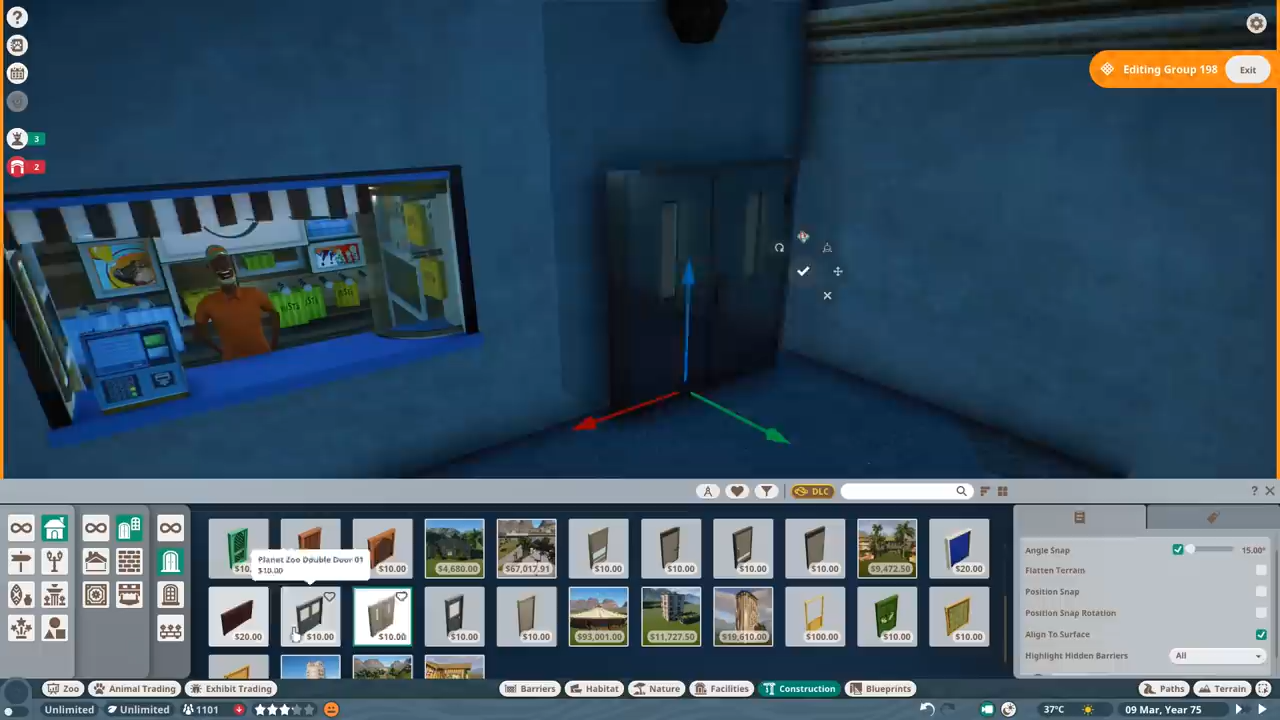 ?
Editing Group 198
Exit
3
2
DLC
?
$10.00
$10.00
$4,680.00
$67,017.91
$10.00
$10.00
$10.00
$10.00
$9,472.50
$20.00
Planet Zoo Double Door 01
$10.00
$20.00
$10.00
$10.00
$10.00
$10.00
$93,001.00
$11,727.50
$19,610.00
$100.00
$10.00
$10.00
Angle Snap
15.00°
Flatten Terrain
Position Snap
Position Snap Rotation
Align To Surface
Highlight Hidden Barriers
All
Zoo
Animal Trading
Exhibit Trading
Barriers
Habitat
Nature
Facilities
Construction
Blueprints
Paths
Terrain
Unlimited
Unlimited
1101
37°C
09 Mar, Year 75